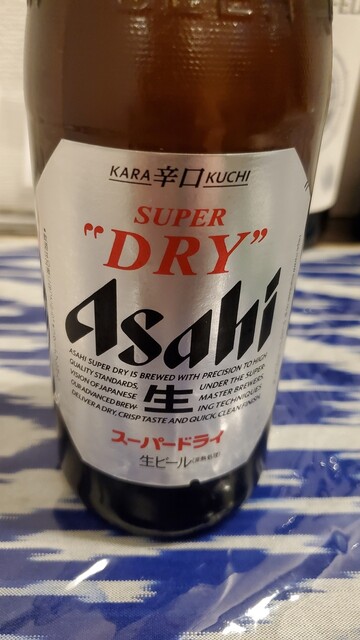 KARA 辛口 KUCHI
SUPER
"DRY"
Asahi
ASAHI SUPER DRY IS BREWED WITH PRECISION TO HIGH
QUALITY STANDARDS, UNDER THE SUPER
VISION OF JAPANESE MASTER BREWERS.
OUR ADVANCED BREW- ING TECHNIQUES
DELIVER A DRY, CRISP TASTE AND QUICK, CLEAN FINISH.
生
スーパードライ
生ビール